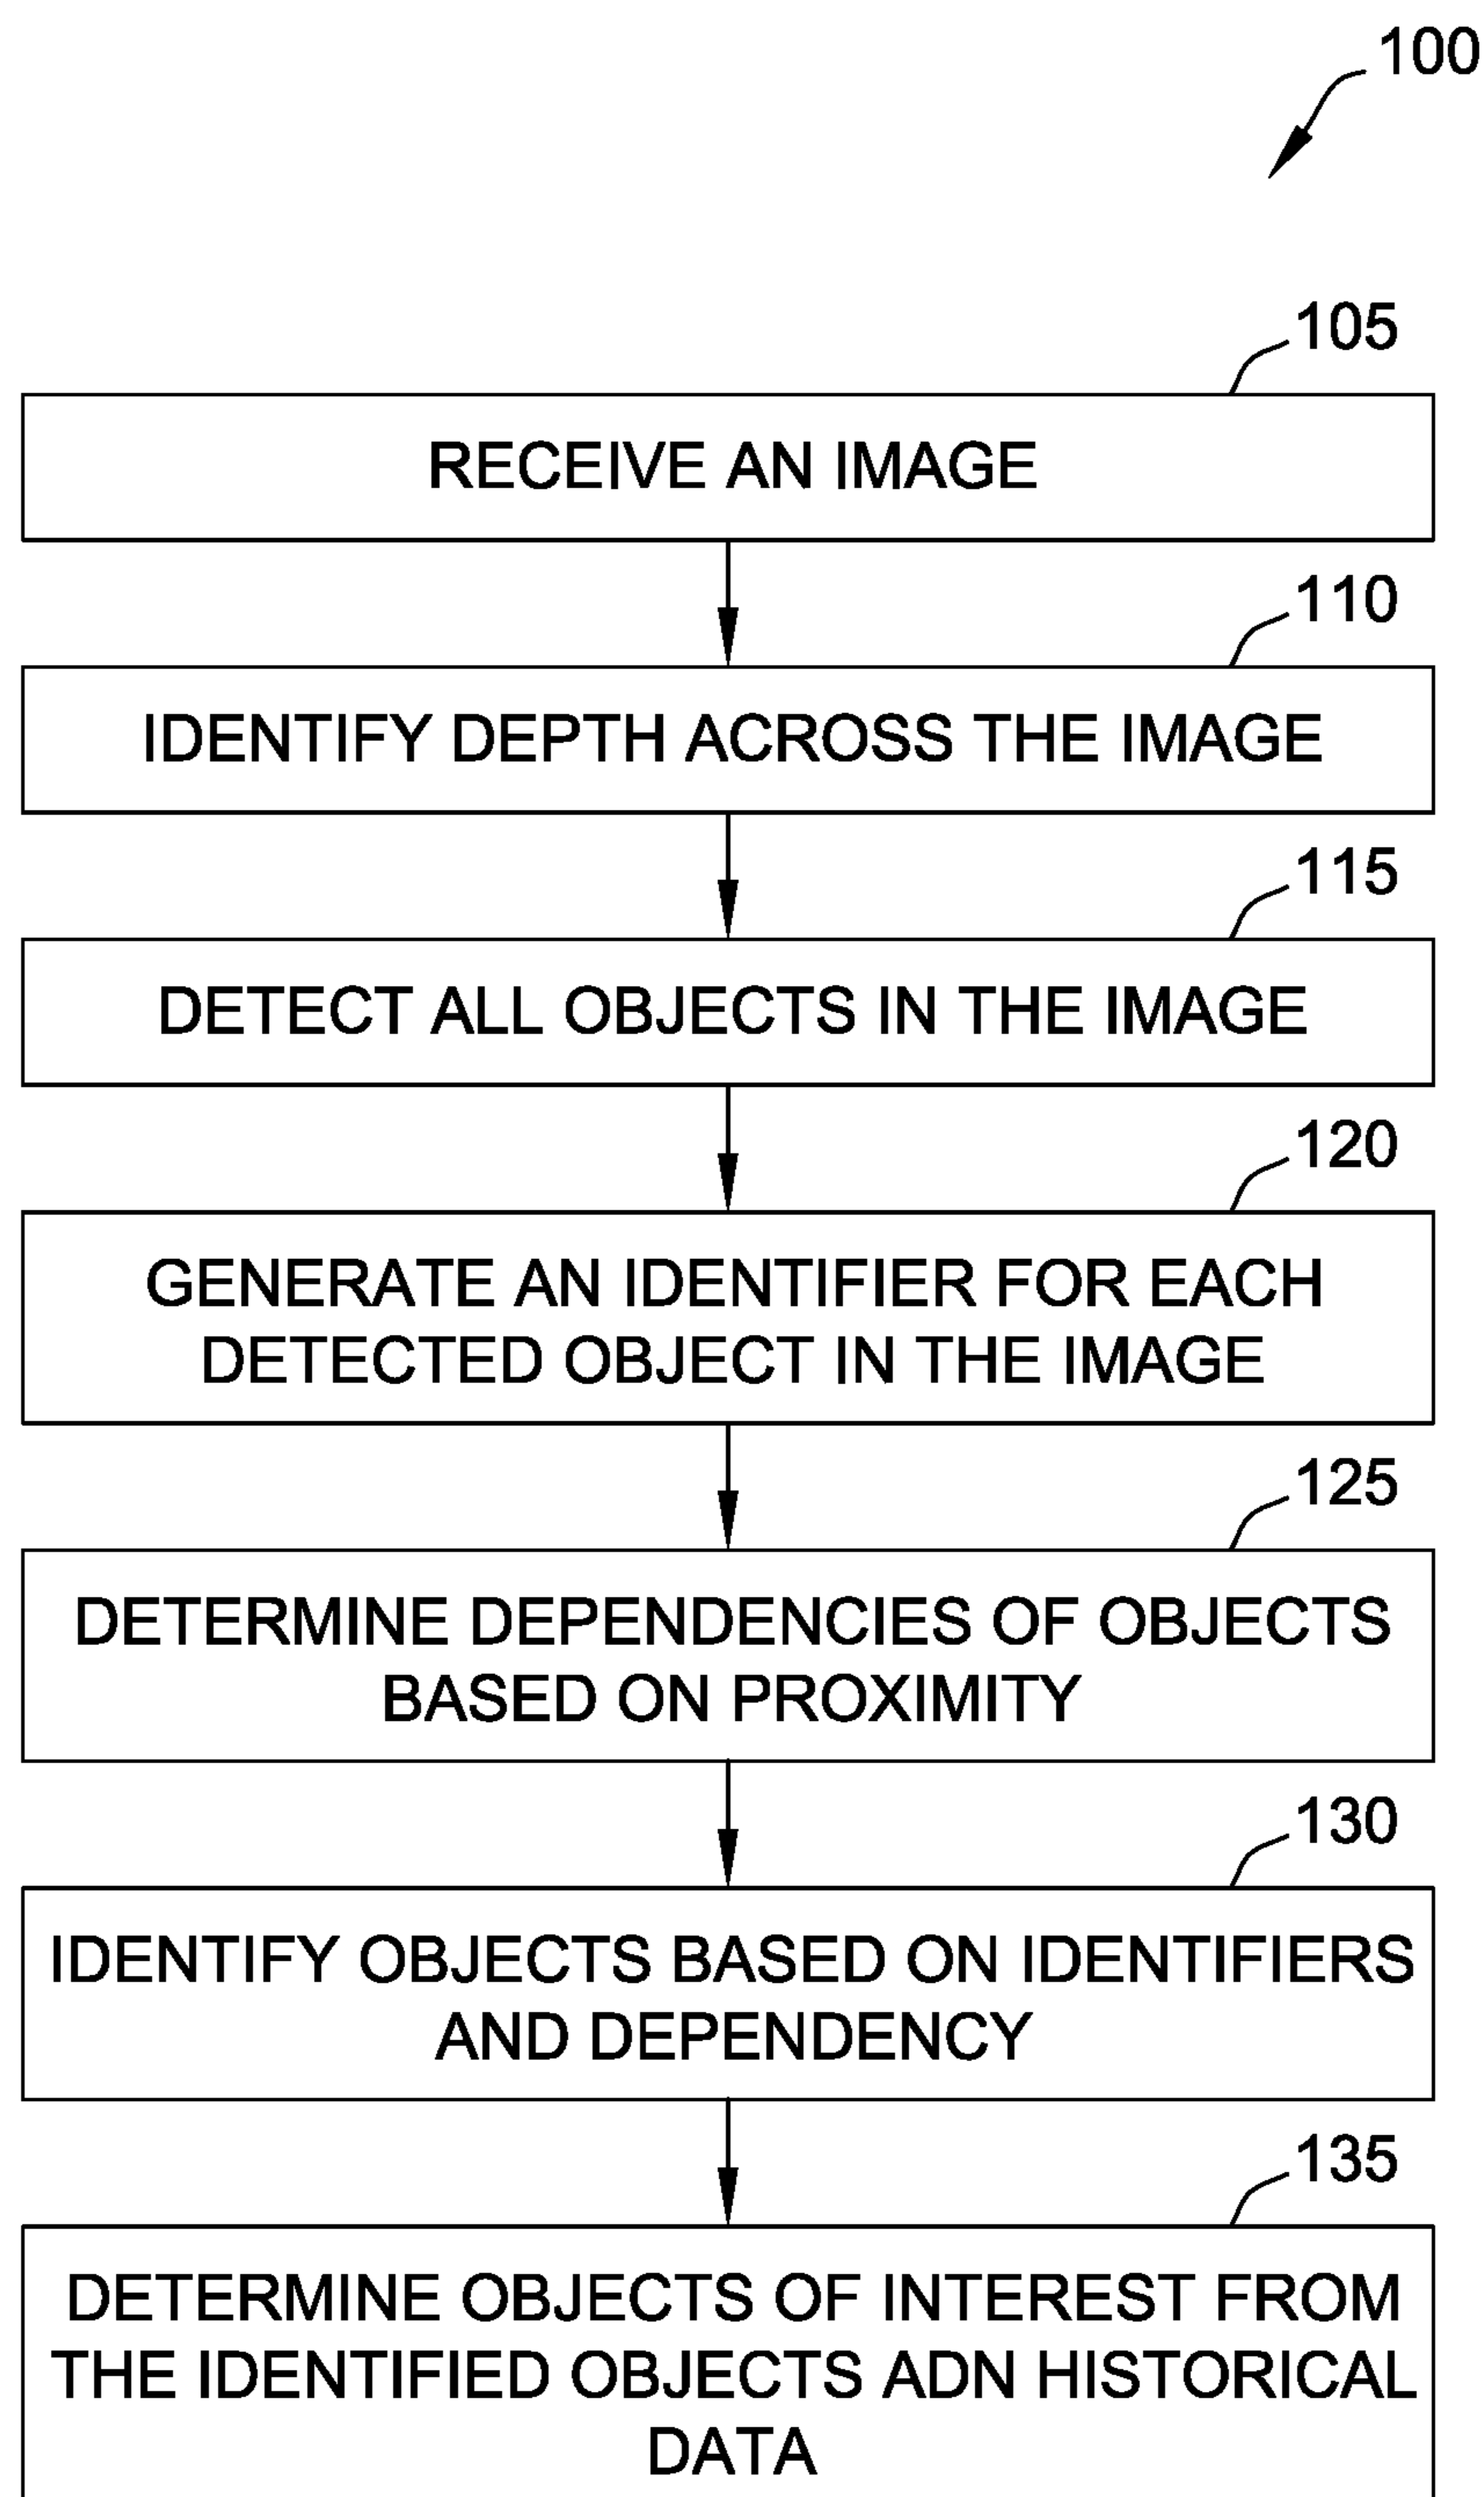 100
105
RECEIVE AN IMAGE
110
IDENTIFY DEPTH ACROSS THE IMAGE
115
DETECT ALL OBJECTS IN THE IMAGE
120
GENERATE AN IDENTIFIER FOR EACH
DETECTED OBJECT IN THE IMAGE
125
DETERMINE DEPENDENCIES OF OBJECTS
BASED ON PROXIMITY
130
IDENTIFY OBJECTS BASED ON IDENTIFIERS
AND DEPENDENCY
135
DETERMINE OBJECTS OF INTEREST FROM
THE IDENTIFIED OBJECTS ADN HISTORICAL
DATA